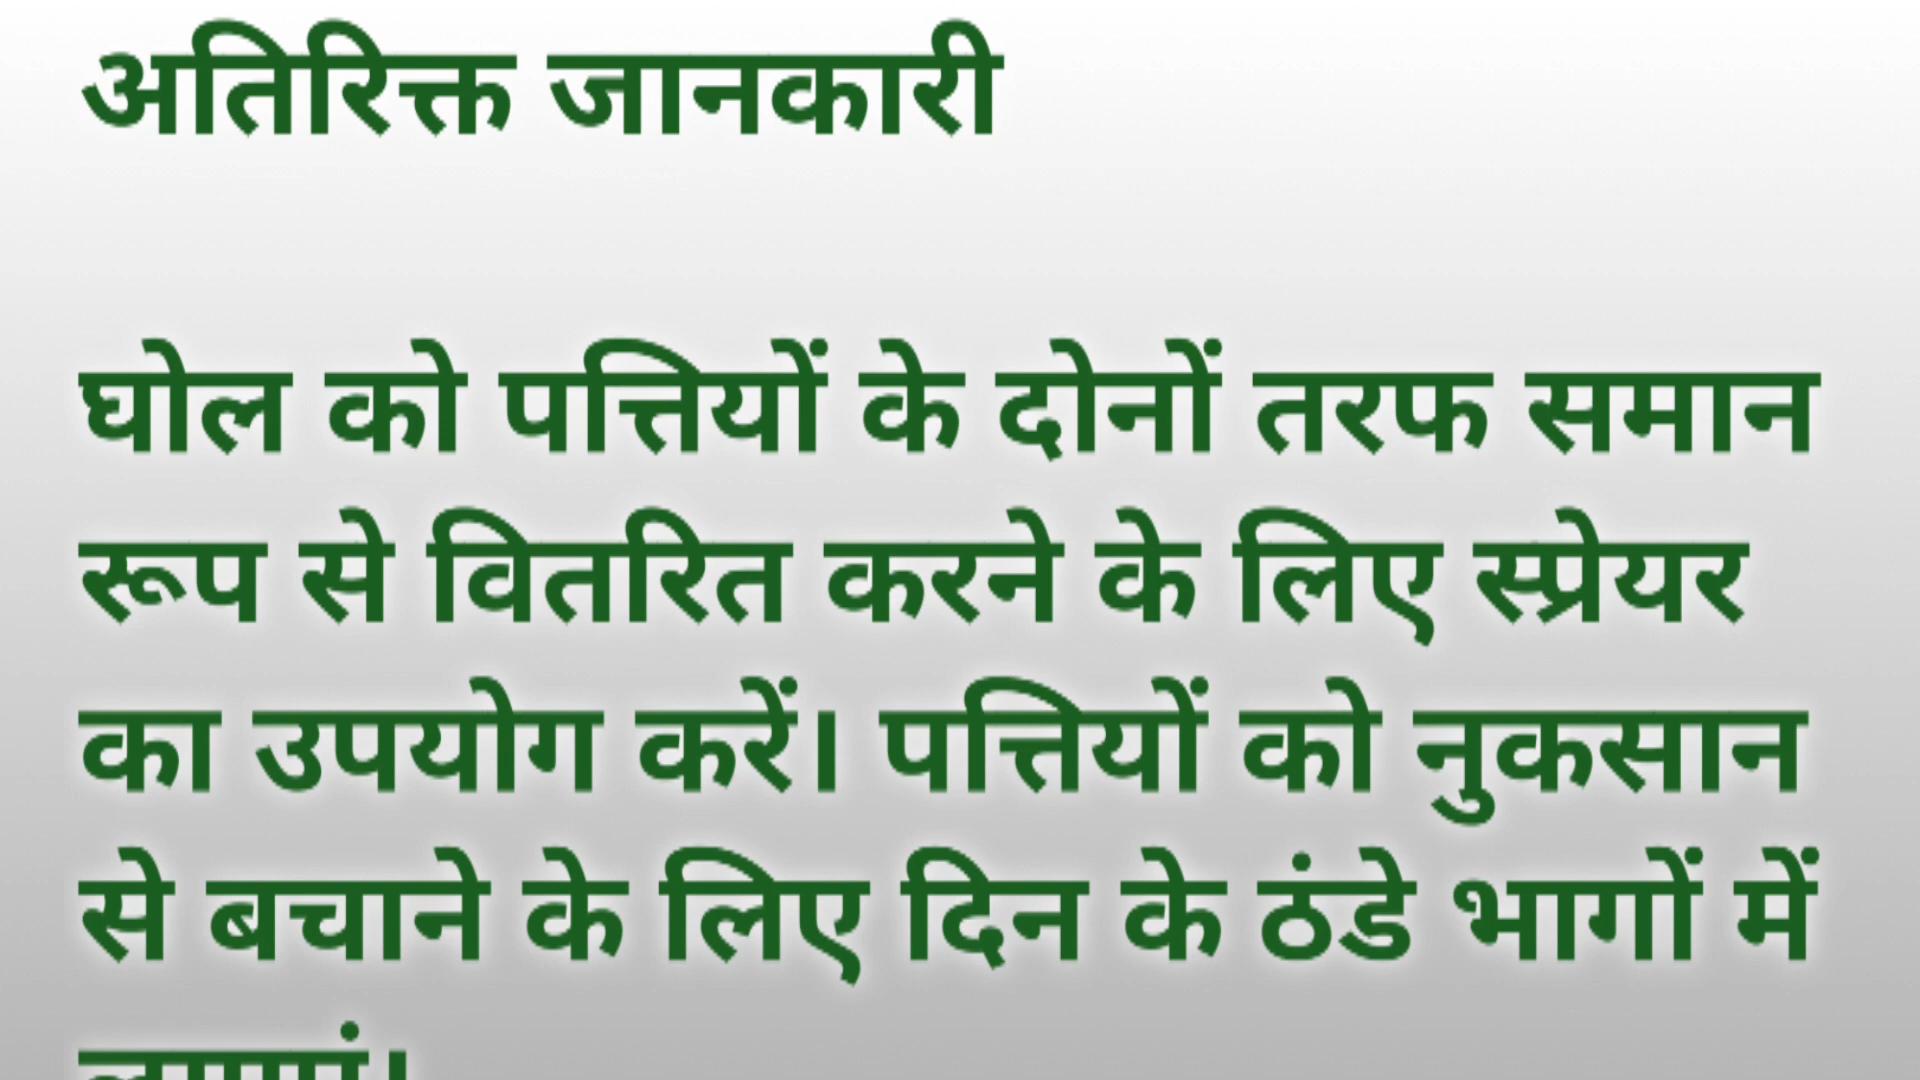 अतिरिक्त जानकारी
घोल को पत्तियों के दोनों तरफ समान
रूप से वितरित करने के लिए स्प्रेयर
का उपयोग करें। पत्तियों को नुकसान
से बचाने के लिए दिन के ठंडे भागों में